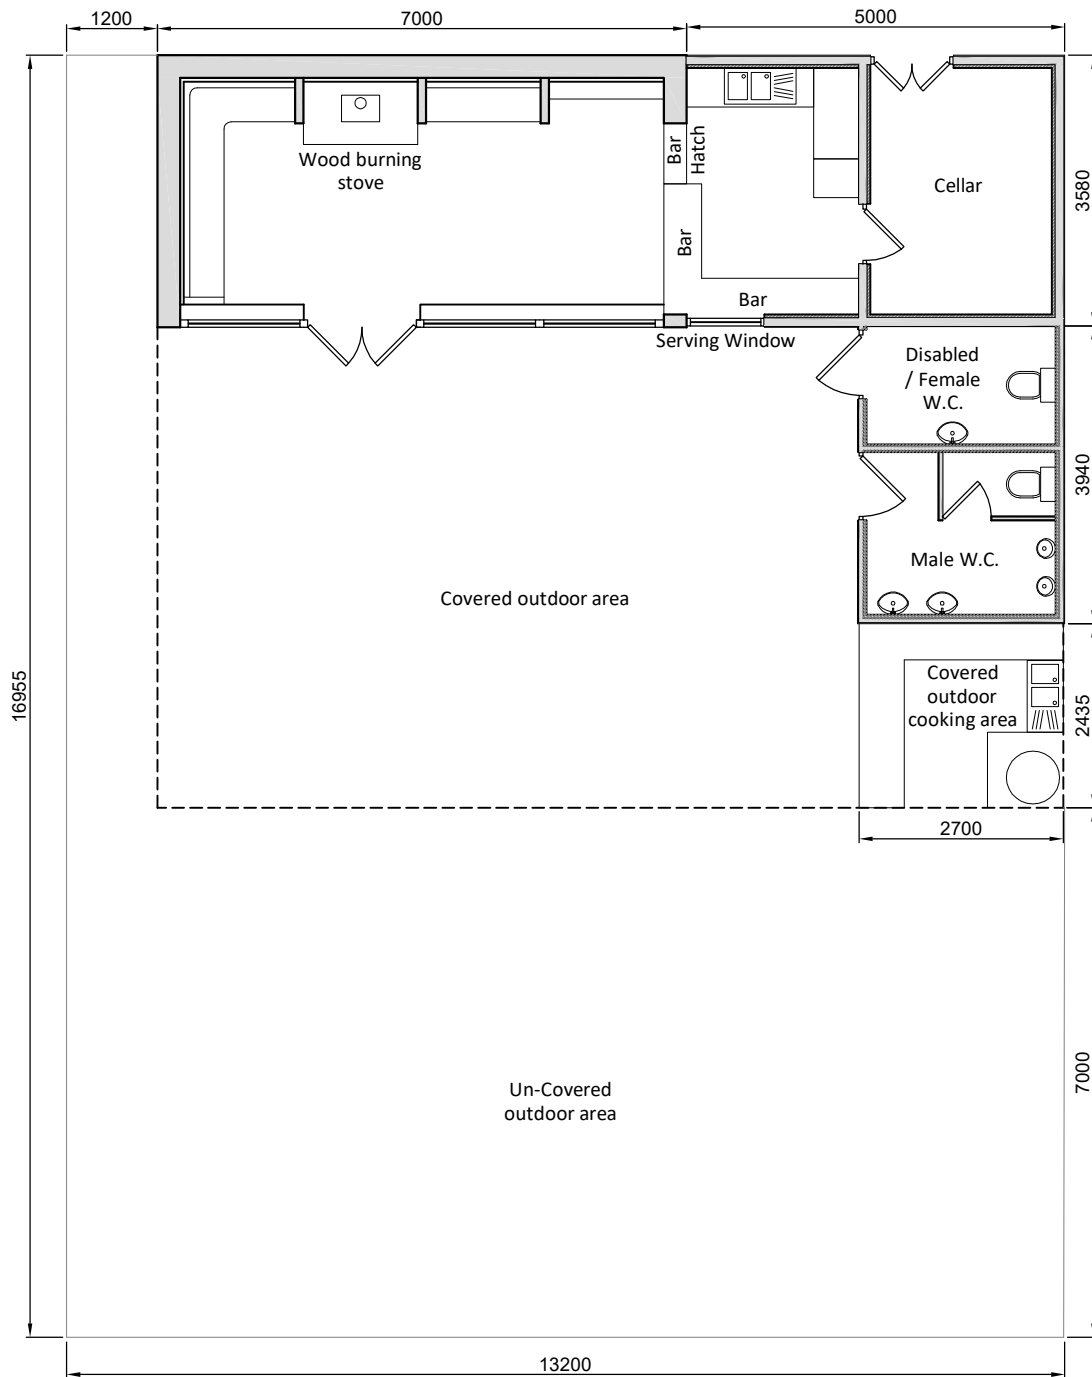 1200
7000
5000
Wood burning
stove
Bar
Hatch
Cellar
3580
Bar
Bar
Serving Window
Disabled
/ Female
W.C.
3940
Male W.C.
Covered outdoor area
16955
Covered
outdoor
cooking area
2435
2700
Un-Covered
outdoor area
7000
13200